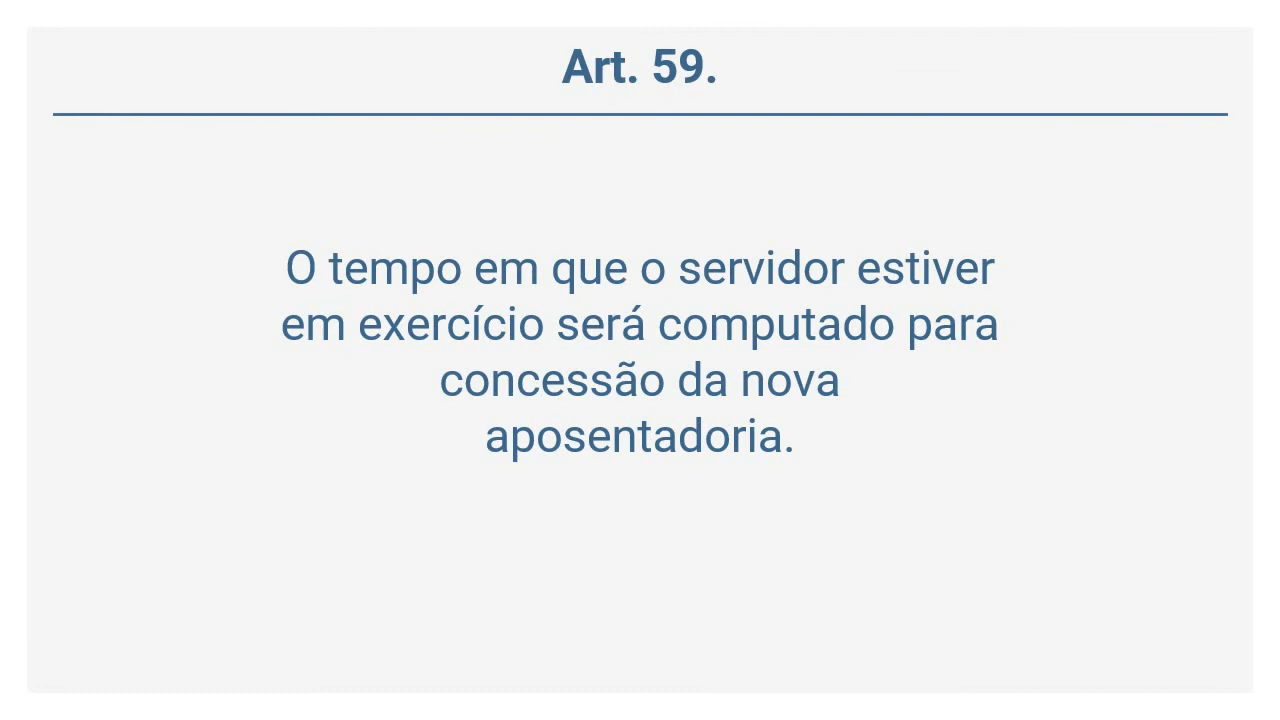 Art. 59.
O tempo em que o servidor estiver
em exercício será computado para
concessão da nova
aposentadoria.